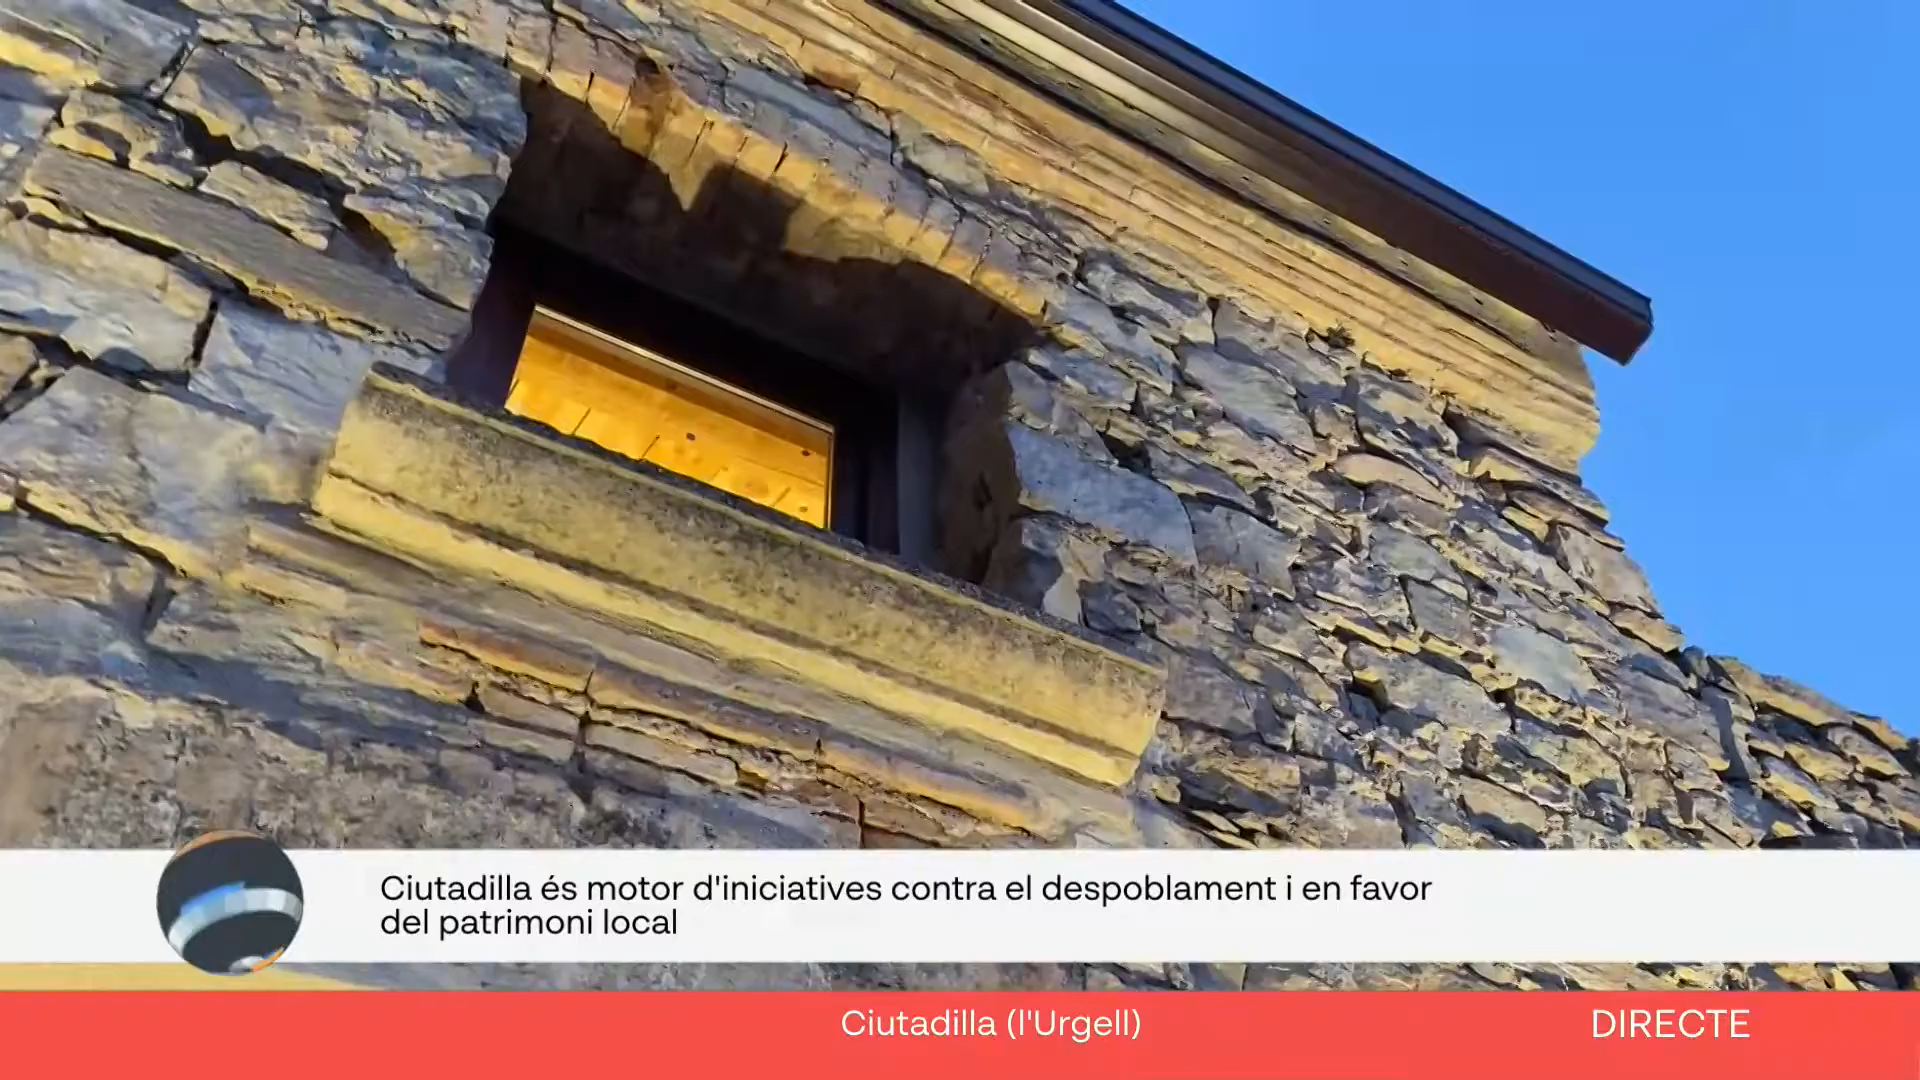 Ciutadilla és motor d'iniciatives contra el despoblament i en favor
del patrimoni local
Ciutadilla (l'Urgell)
DIRECTE